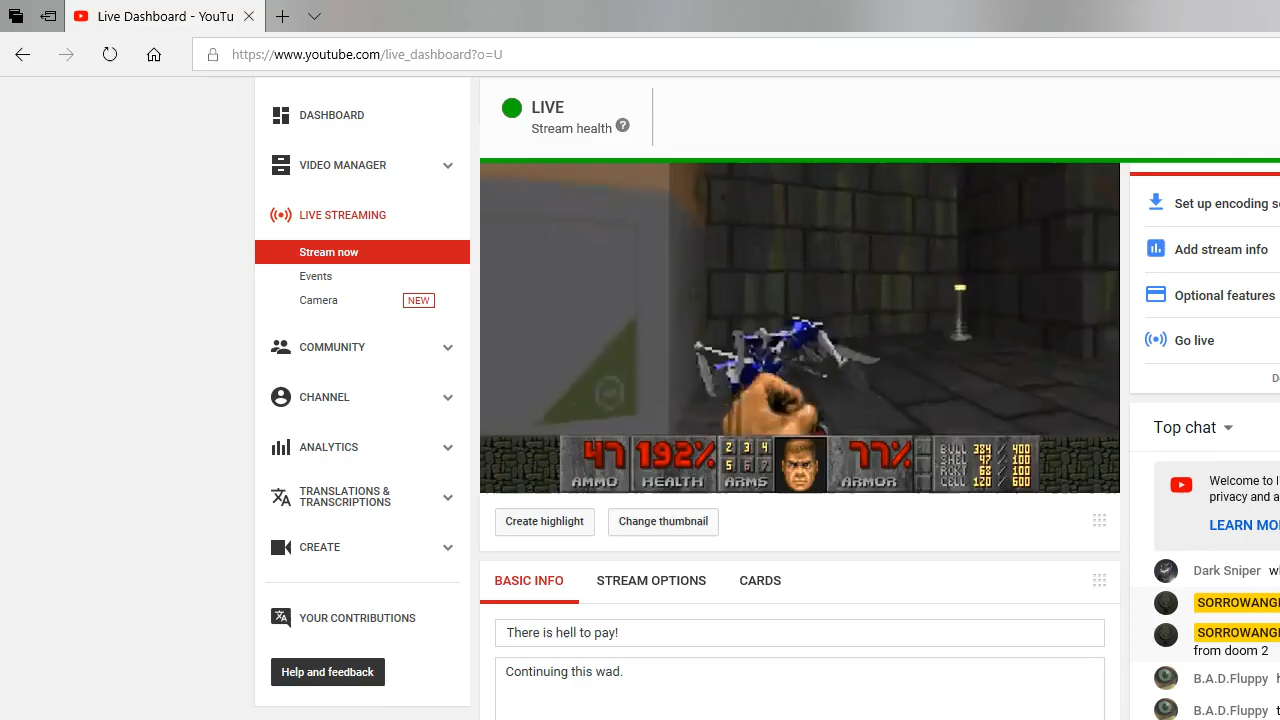 Live Dashboard - YouTu
https://www.youtube.com/live_dashboard?o=U
DASHBOARD
VIDEO MANAGER
LIVE STREAMING
Stream now
Events
Camera NEW
COMMUNITY
CHANNEL
ANALYTICS
TRANSLATIONS &
TRANSCRIPTIONS
CREATE
YOUR CONTRIBUTIONS
Help and feedback
LIVE
Stream health ?
47 192% 2 3 4 77% BULL 384 / 400
5 6 7 SHEL 47 / 100
RCKT 68 / 100
AMMO HEALTH ARMS ARMOR CELL 120 / 600
Create highlight Change thumbnail
BASIC INFO STREAM OPTIONS CARDS
There is hell to pay!
Continuing this wad.
Set up encoding s
Add stream info
Optional features
Go live
D
Top chat
Welcome to l
privacy and a
LEARN MO
Dark Sniper w
SORROWANG
SORROWANG
from doom 2
B.A.D.Fluppy
B.A.D.Fluppy t